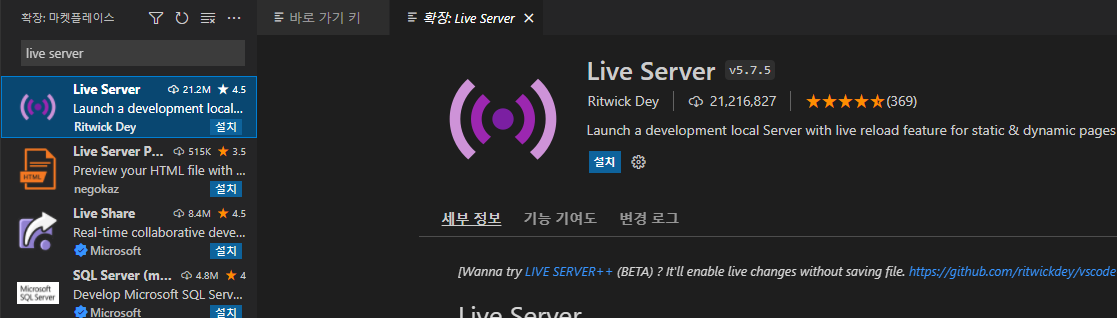 확장: 마켓플레이스
live server
Live Server 21.2M ★ 4.5
Launch a development local...
Ritwick Dey 설치
Live Server P... 515K ★ 3.5
Preview your HTML file with ...
negokaz 설치
Live Share 8.4M ★ 4.5
Real-time collaborative deve...
Microsoft 설치
SQL Server (m... 4.8M ★ 4
Develop Microsoft SQL Serv...
Microsoft 설치
HTML
Microsoft
SQL Server
바로 가기 키
확장: Live Server
Live Server v5.7.5
Ritwick Dey 21,216,827 ★★★★★(369)
Launch a development local Server with live reload feature for static & dynamic pages
설치
세부 정보 기능 기여도 변경 로그
[Wanna try LIVE SERVER++ (BETA) ? It'll enable live changes without saving file. https://github.com/ritwickdey/vscode
Live Server